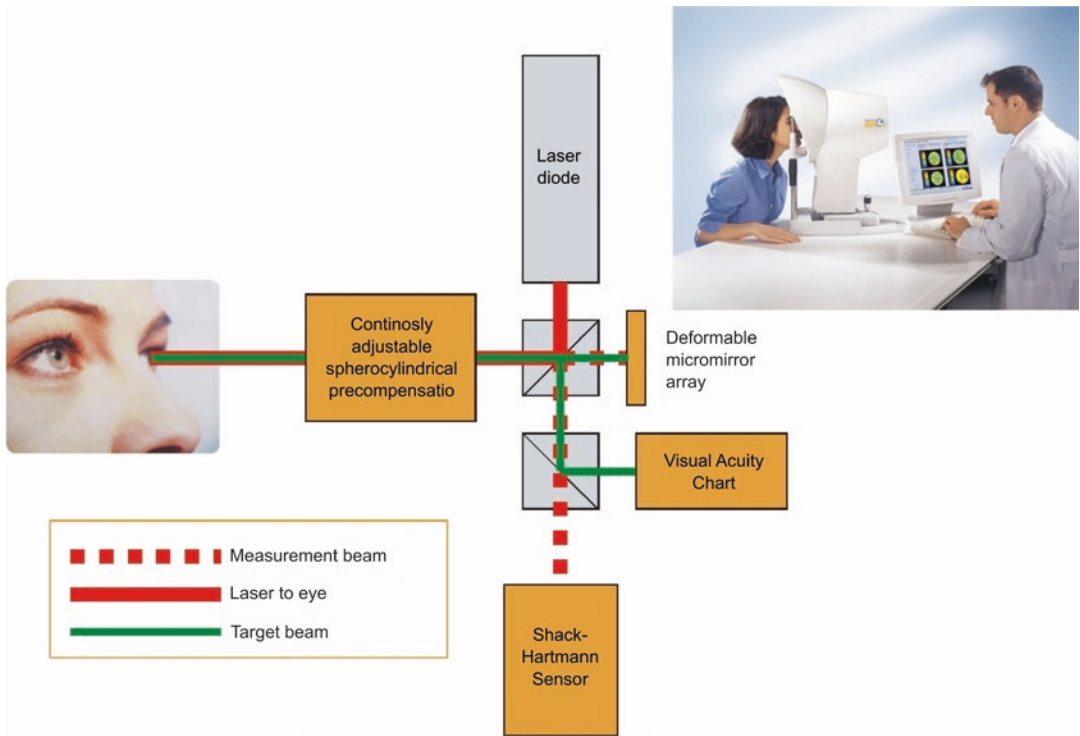 Laser
diode
Continosly
adjustable
spherocylindrical
precompensatio
Deformable
micromirror
array
Visual Acuity
Chart
Measurement beam
Laser to eye
Target beam
Shack-
Hartmann
Sensor